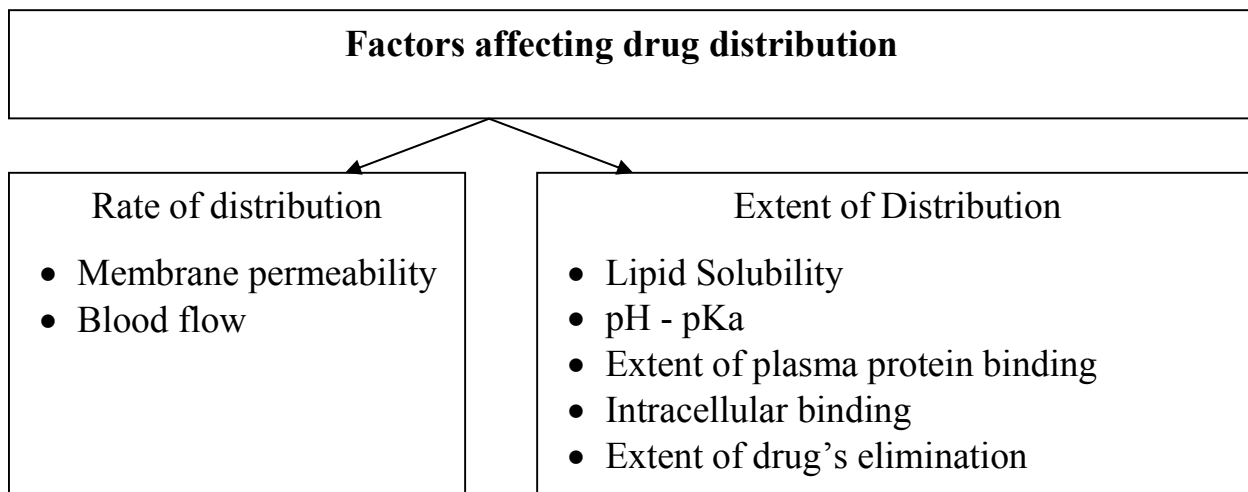 Factors affecting drug distribution
Rate of distribution
• Membrane permeability
• Blood flow
Extent of Distribution
• Lipid Solubility
• pH - pKa
• Extent of plasma protein binding
• Intracellular binding
• Extent of drug’s elimination